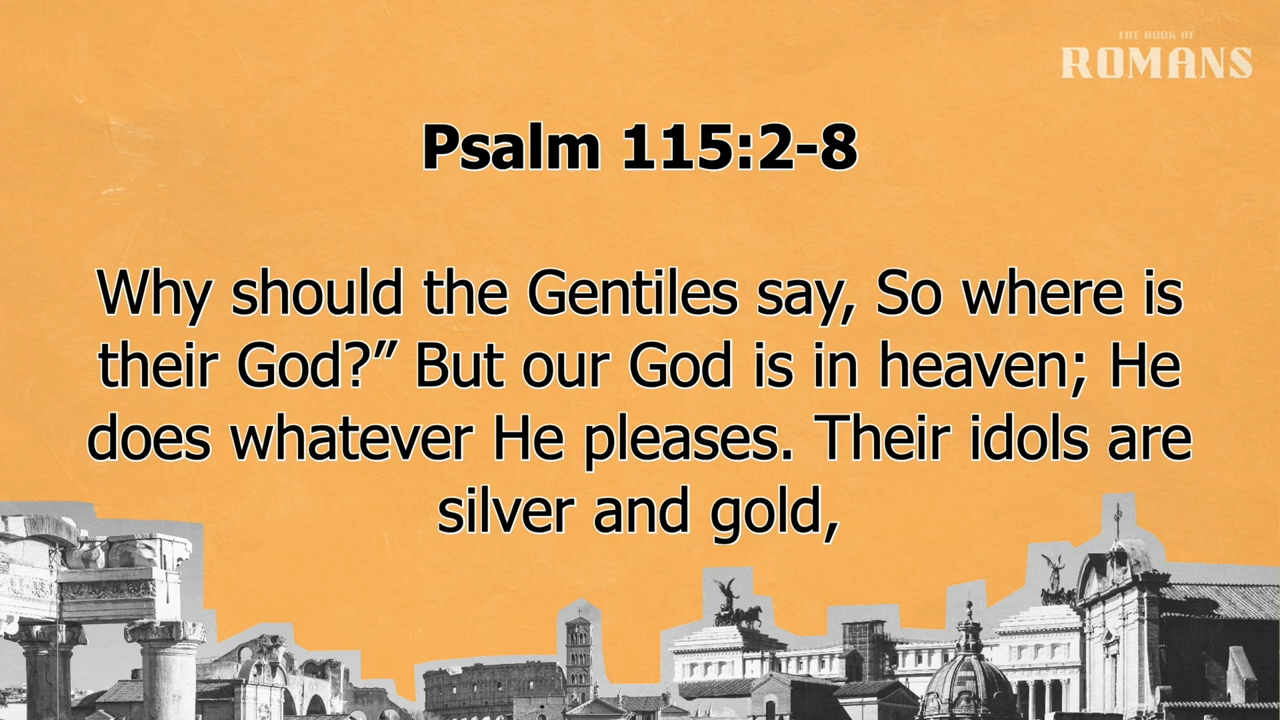 THE BOOK OF
ROMANS
Psalm 115:2-8
Why should the Gentiles say, So where is
their God?” But our God is in heaven; He
does whatever He pleases. Their idols are
silver and gold,